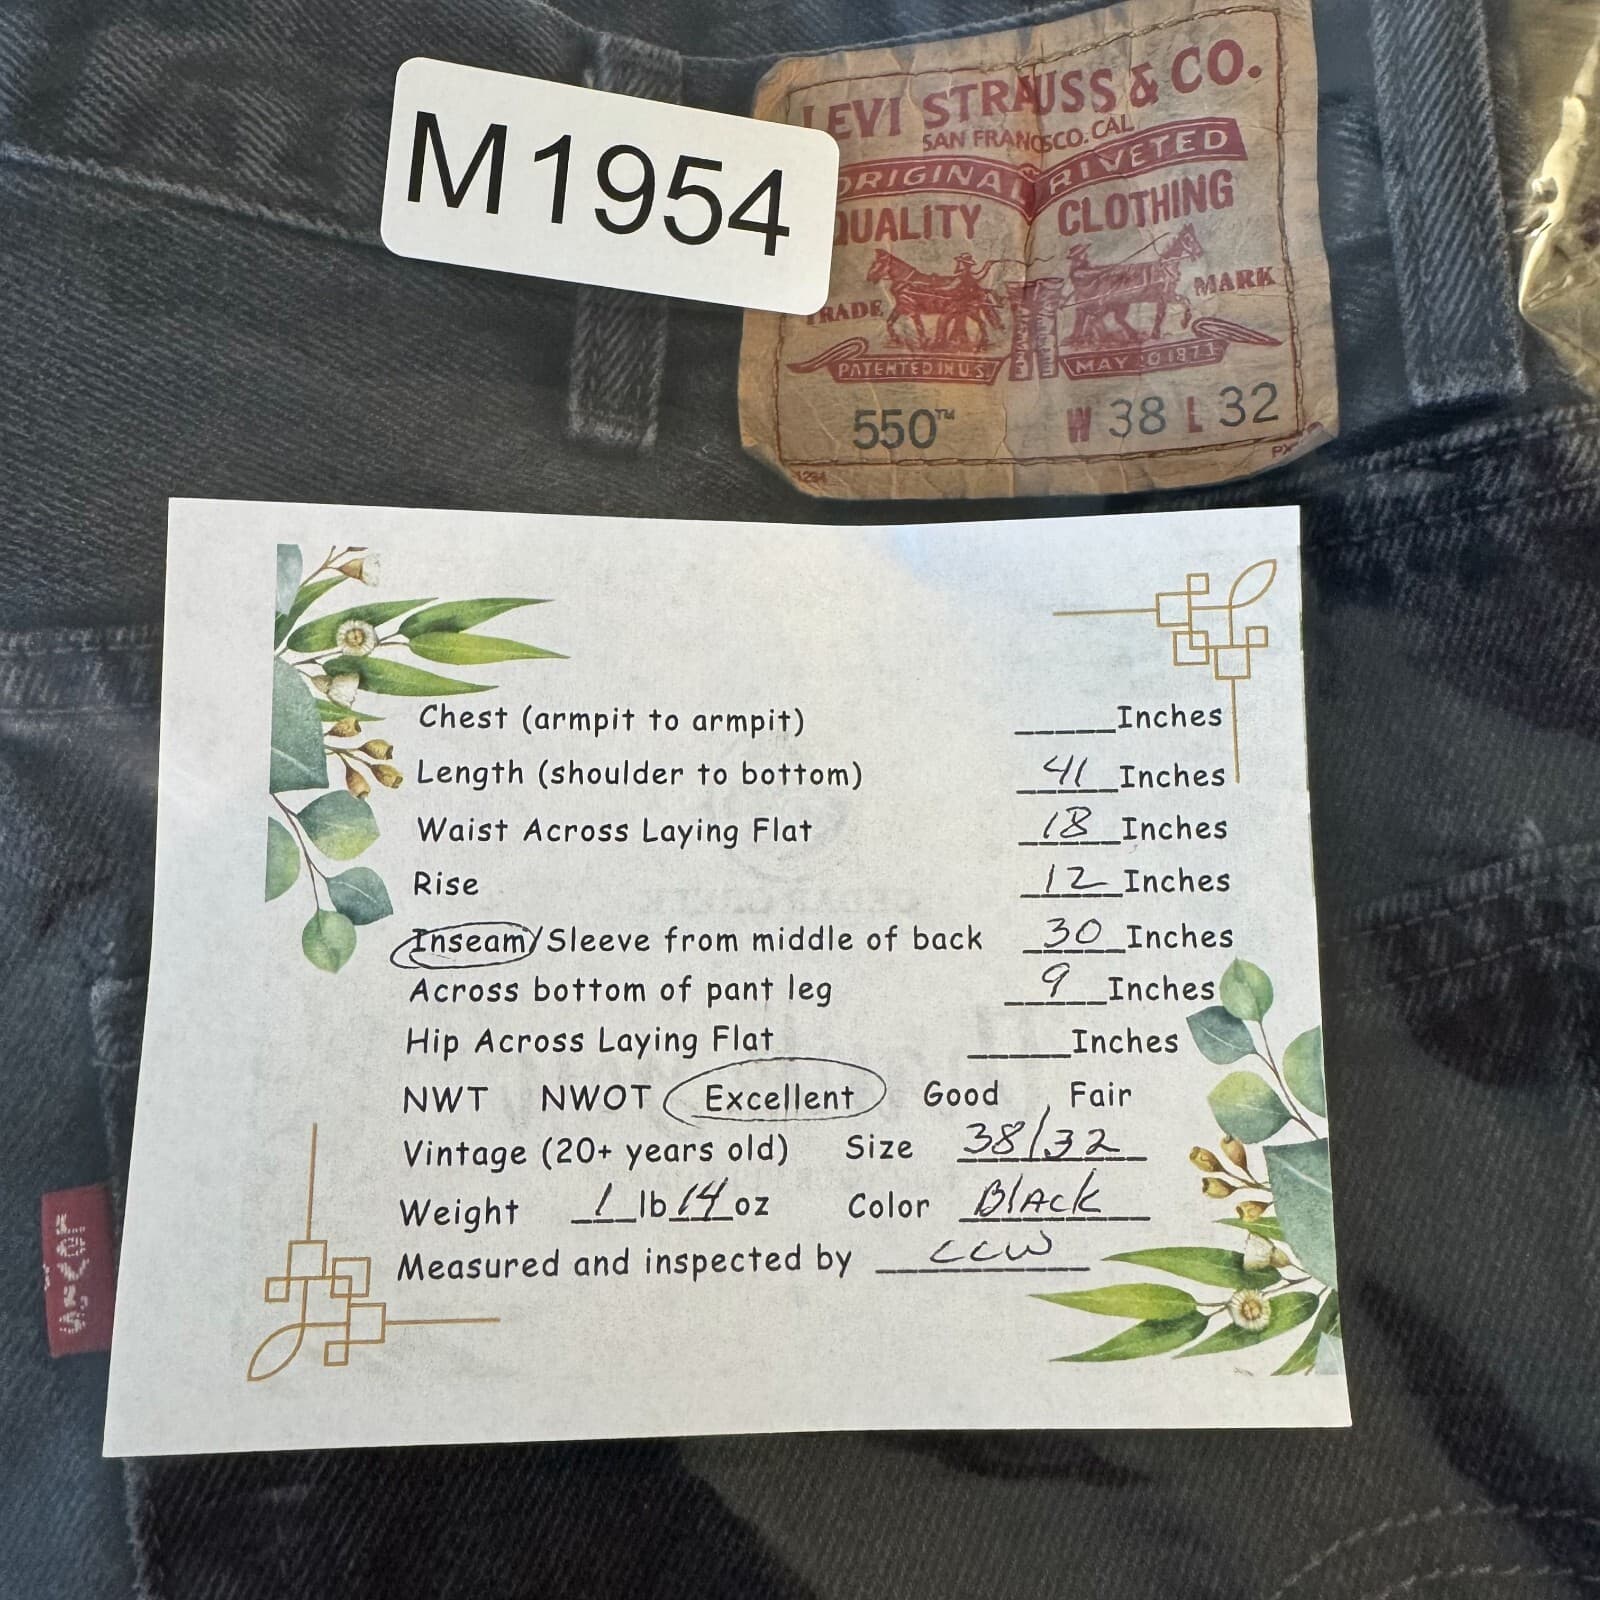 M1954
LEVI STRAUSS & CO.
SAN FRANCISCO. CAL
ORIGINAL RIVETED
QUALITY CLOTHING
TRADE MARK
PATENTED IN U.S. MAY 20 1873
550™ W 38 L 32
1234
Chest (armpit to armpit) _____Inches
Length (shoulder to bottom) 41 Inches
Waist Across Laying Flat 18 Inches
Rise 12 Inches
Inseam/Sleeve from middle of back 30 Inches
Across bottom of pant leg 9 Inches
Hip Across Laying Flat _____Inches
NWT NWOT Excellent Good Fair
Vintage (20+ years old) Size 38/32
Weight 1 lb 14 oz Color Black
Measured and inspected by CCW